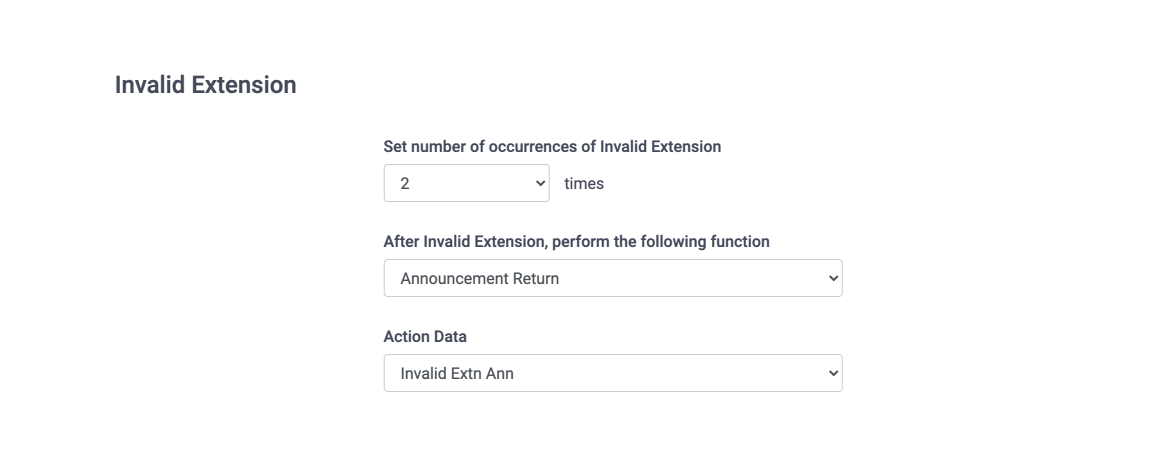 Invalid Extension
Set number of occurrences of Invalid Extension
2 times
After Invalid Extension, perform the following function
Announcement Return
Action Data
Invalid Extn Ann